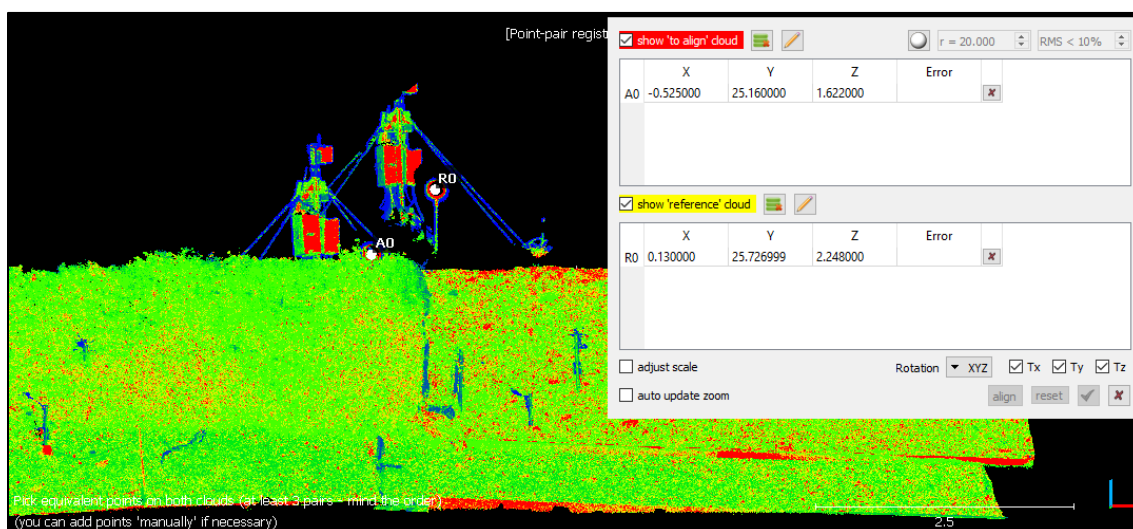 [Point-pair regist
show 'to align' cloud
r = 20.000
RMS < 10%
X Y Z Error
A0 -0.525000 25.160000 1.622000
show 'reference' cloud
X Y Z Error
R0 0.130000 25.726999 2.248000
adjust scale
Rotation XYZ Tx Ty Tz
auto update zoom
align reset
R0
A0
Pick equivalent points on both clouds (at least 3 pairs - mind the order)
(you can add points 'manually' if necessary)
2.5